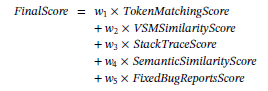 FinalScore = w₁ × TokenMatchingScore
+ w₂ × VSMSimilarityScore
+ w₃ × StackTraceScore
+ w₄ × SemanticSimilarityScore
+ w₅ × FixedBugReportsScore